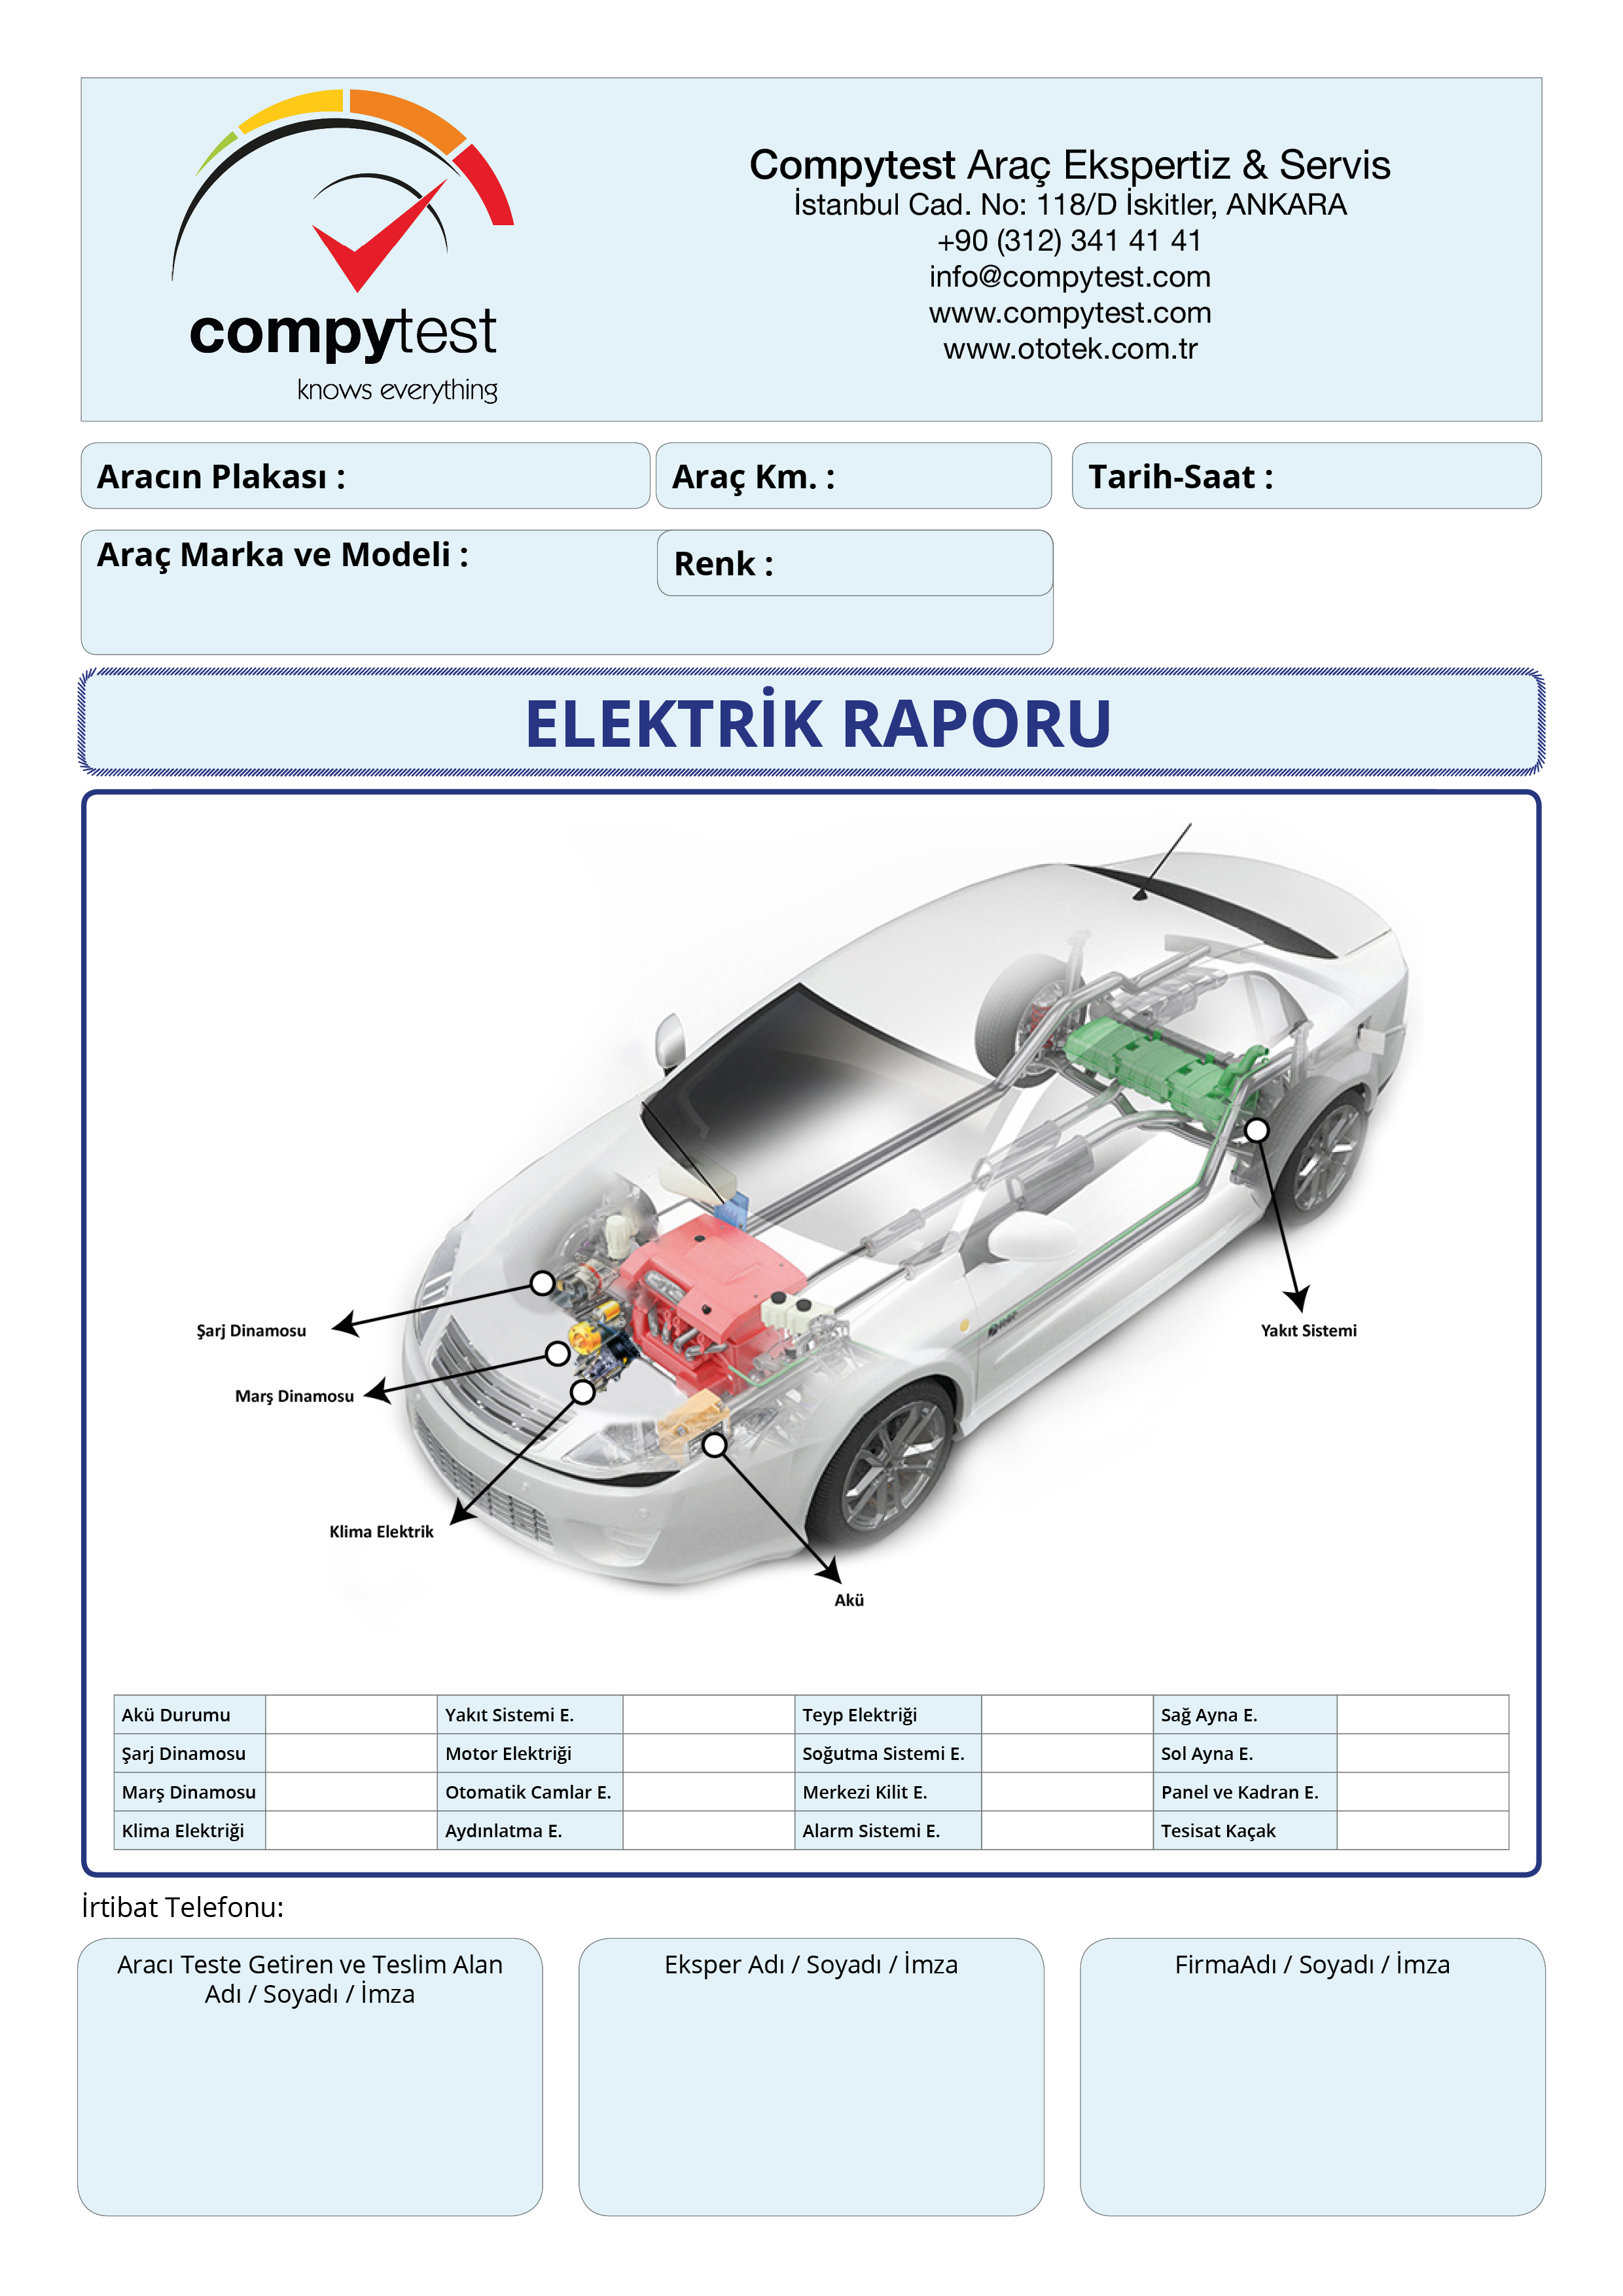 compytest
knows everything
Compytest Araç Ekspertiz & Servis
İstanbul Cad. No: 118/D İskitler, ANKARA
+90 (312) 341 41 41
info@compytest.com
www.compytest.com
www.ototek.com.tr
Aracın Plakası :
Araç Km. :
Tarih-Saat :
Araç Marka ve Modeli :
Renk :
ELEKTRİK RAPORU
Şarj Dinamosu
Marş Dinamosu
Klima Elektrik
Akü
Yakıt Sistemi
Akü Durumu Yakıt Sistemi E. Teyp Elektriği Sağ Ayna E.
Şarj Dinamosu Motor Elektriği Soğutma Sistemi E. Sol Ayna E.
Marş Dinamosu Otomatik Camlar E. Merkezi Kilit E. Panel ve Kadran E.
Klima Elektriği Aydınlatma E. Alarm Sistemi E. Tesisat Kaçak
İrtibat Telefonu:
Aracı Teste Getiren ve Teslim Alan
Adı / Soyadı / İmza
Eksper Adı / Soyadı / İmza
FirmaAdı / Soyadı / İmza